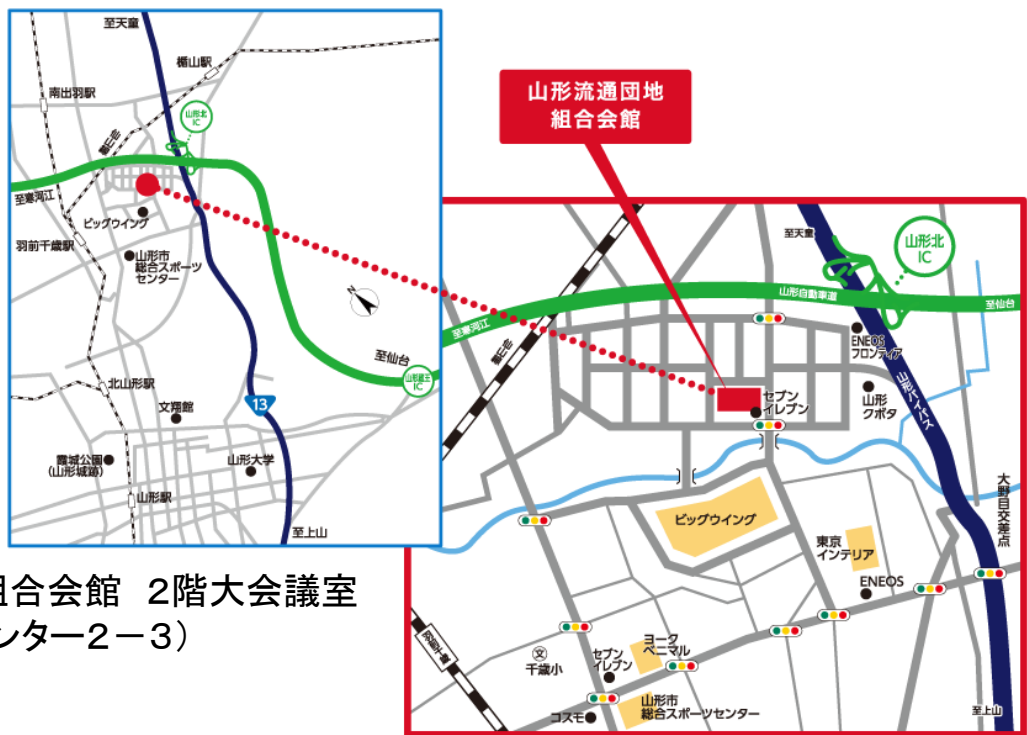 至天童
楯山駅
南出羽駅
山形北
IC
至寒河江
ビッグウイング
羽前千歳駅
山形市
総合スポーツ
センター
至仙台
山形蔵王
IC
北山形駅
文翔館
13
霞城公園
(山形城跡)
山形大学
山形駅
至上山
山形流通団地
組合会館
至天童
山形北
IC
山形自動車道
至仙台
至寒河江
ENEOS
フロンティア
山形バイパス
セブン
イレブン
山形
クボタ
大野目交差点
ビッグウイング
東京
インテリア
ENEOS
ヨーク
ベニマル
文
千歳小
セブン
イレブン
羽前千歳
山形市
総合スポーツセンター
コスモ
至上山
組合会館 2階大会議室
ンター2-3)